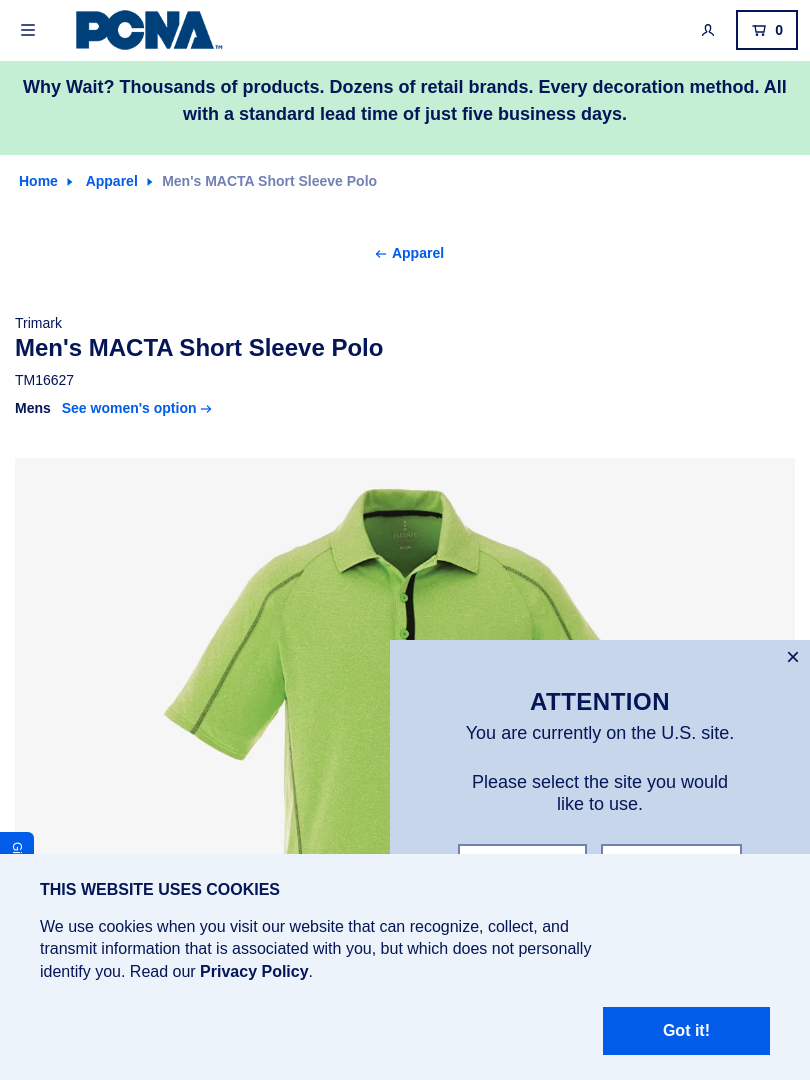 PCNA™
0
Why Wait? Thousands of products. Dozens of retail brands. Every decoration method. All
with a standard lead time of just five business days.
Home Apparel Men's MACTA Short Sleeve Polo
Apparel
Trimark
Men's MACTA Short Sleeve Polo
TM16627
Mens See women's option
ATTENTION
You are currently on the U.S. site.
Please select the site you would
like to use.
THIS WEBSITE USES COOKIES
We use cookies when you visit our website that can recognize, collect, and
transmit information that is associated with you, but which does not personally
identify you. Read our Privacy Policy.
Got it!